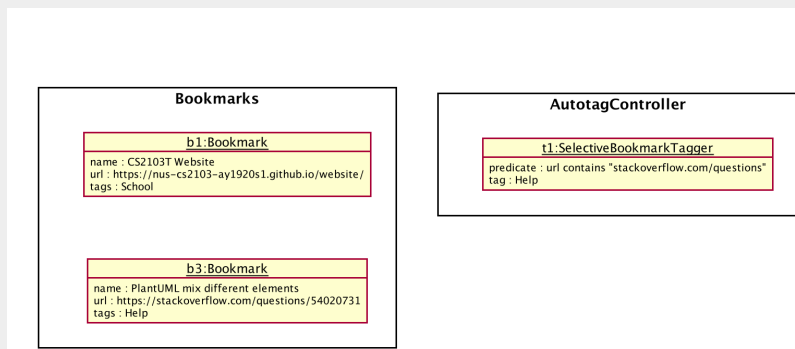 Bookmarks
b1:Bookmark
name : CS2103T Website
url : https://nus-cs2103-ay1920s1.github.io/website/
tags : School
b3:Bookmark
name : PlantUML mix different elements
url : https://stackoverflow.com/questions/54020731
tags : Help
AutotagController
t1:SelectiveBookmarkTagger
predicate : url contains "stackoverflow.com/questions"
tag : Help